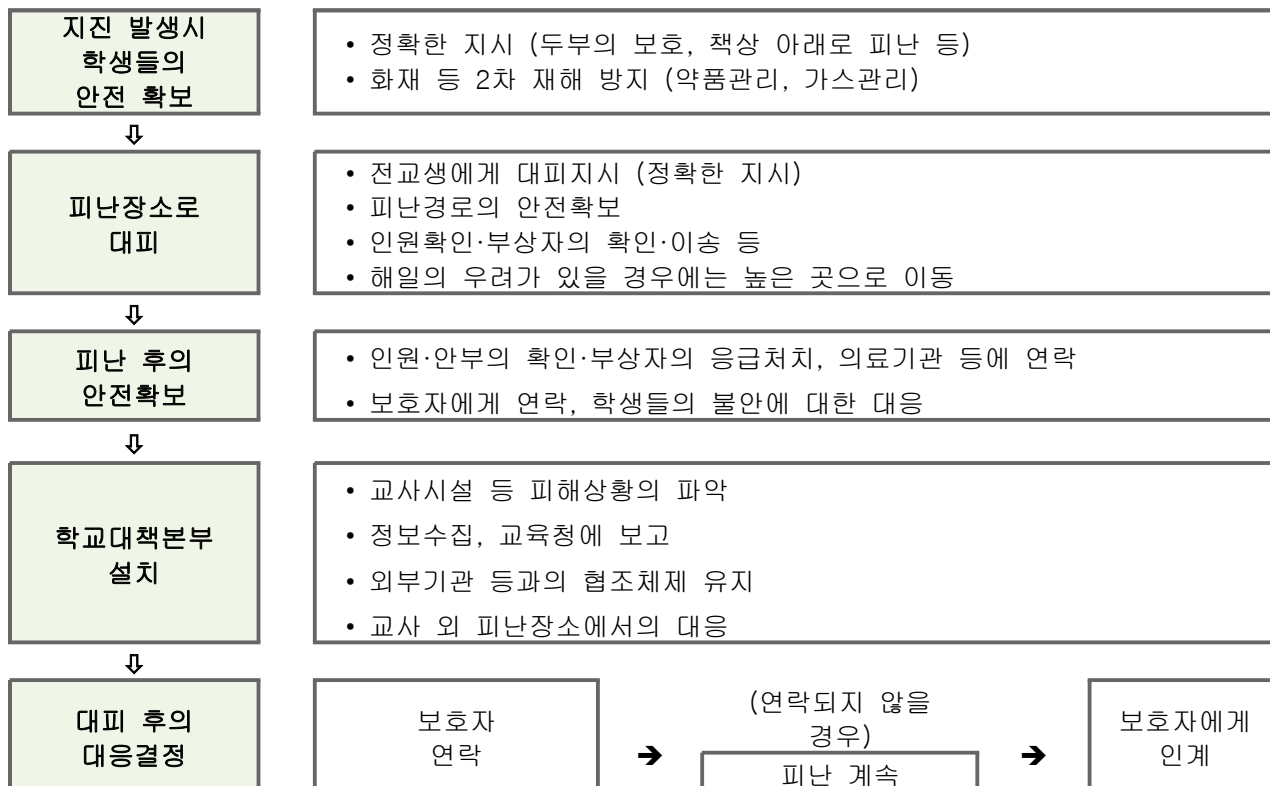 지진 발생시
학생들의
안전 확보
• 정확한 지시 (두부의 보호, 책상 아래로 피난 등)
• 화재 등 2차 재해 방지 (약품관리, 가스관리)
⇩
피난장소로
대피
• 전교생에게 대피지시 (정확한 지시)
• 피난경로의 안전확보
• 인원확인·부상자의 확인·이송 등
• 해일의 우려가 있을 경우에는 높은 곳으로 이동
⇩
피난 후의
안전확보
• 인원·안부의 확인·부상자의 응급처치, 의료기관 등에 연락
• 보호자에게 연락, 학생들의 불안에 대한 대응
⇩
학교대책본부
설치
• 교사시설 등 피해상황의 파악
• 정보수집, 교육청에 보고
• 외부기관 등과의 협조체제 유지
• 교사 외 피난장소에서의 대응
⇩
대피 후의
대응결정
보호자
연락
➔
(연락되지 않을
경우)
피난 계속
➔
보호자에게
인계